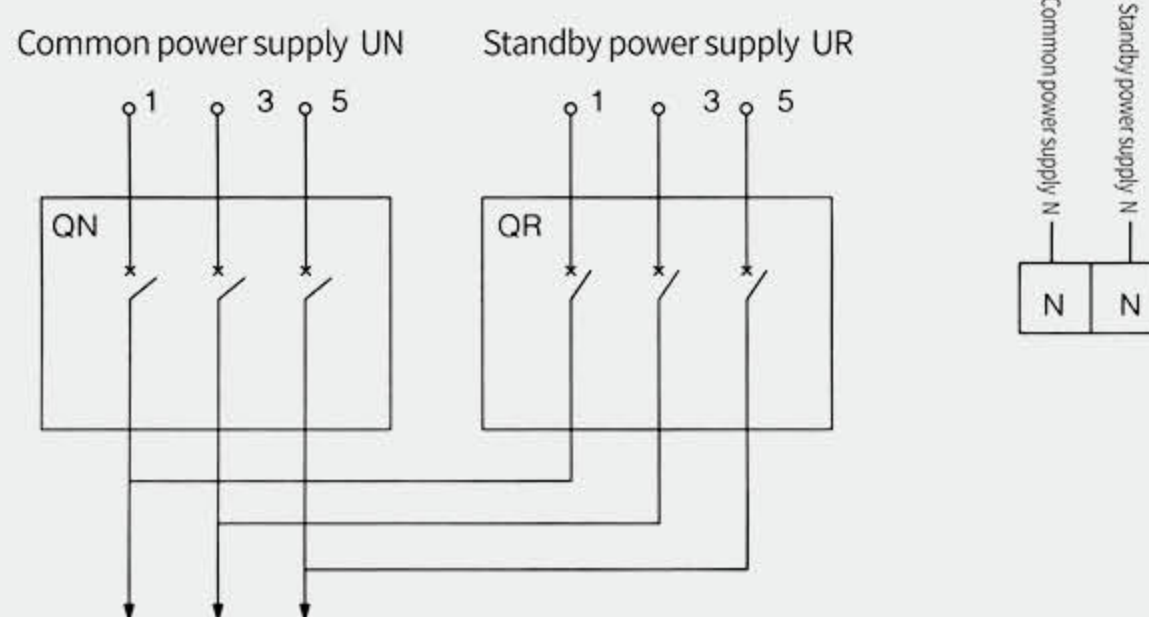 Common power supply UN
Standby power supply UR
1 3 5
1 3 5
QN
QR
Common power supply N
Standby power supply N
N N